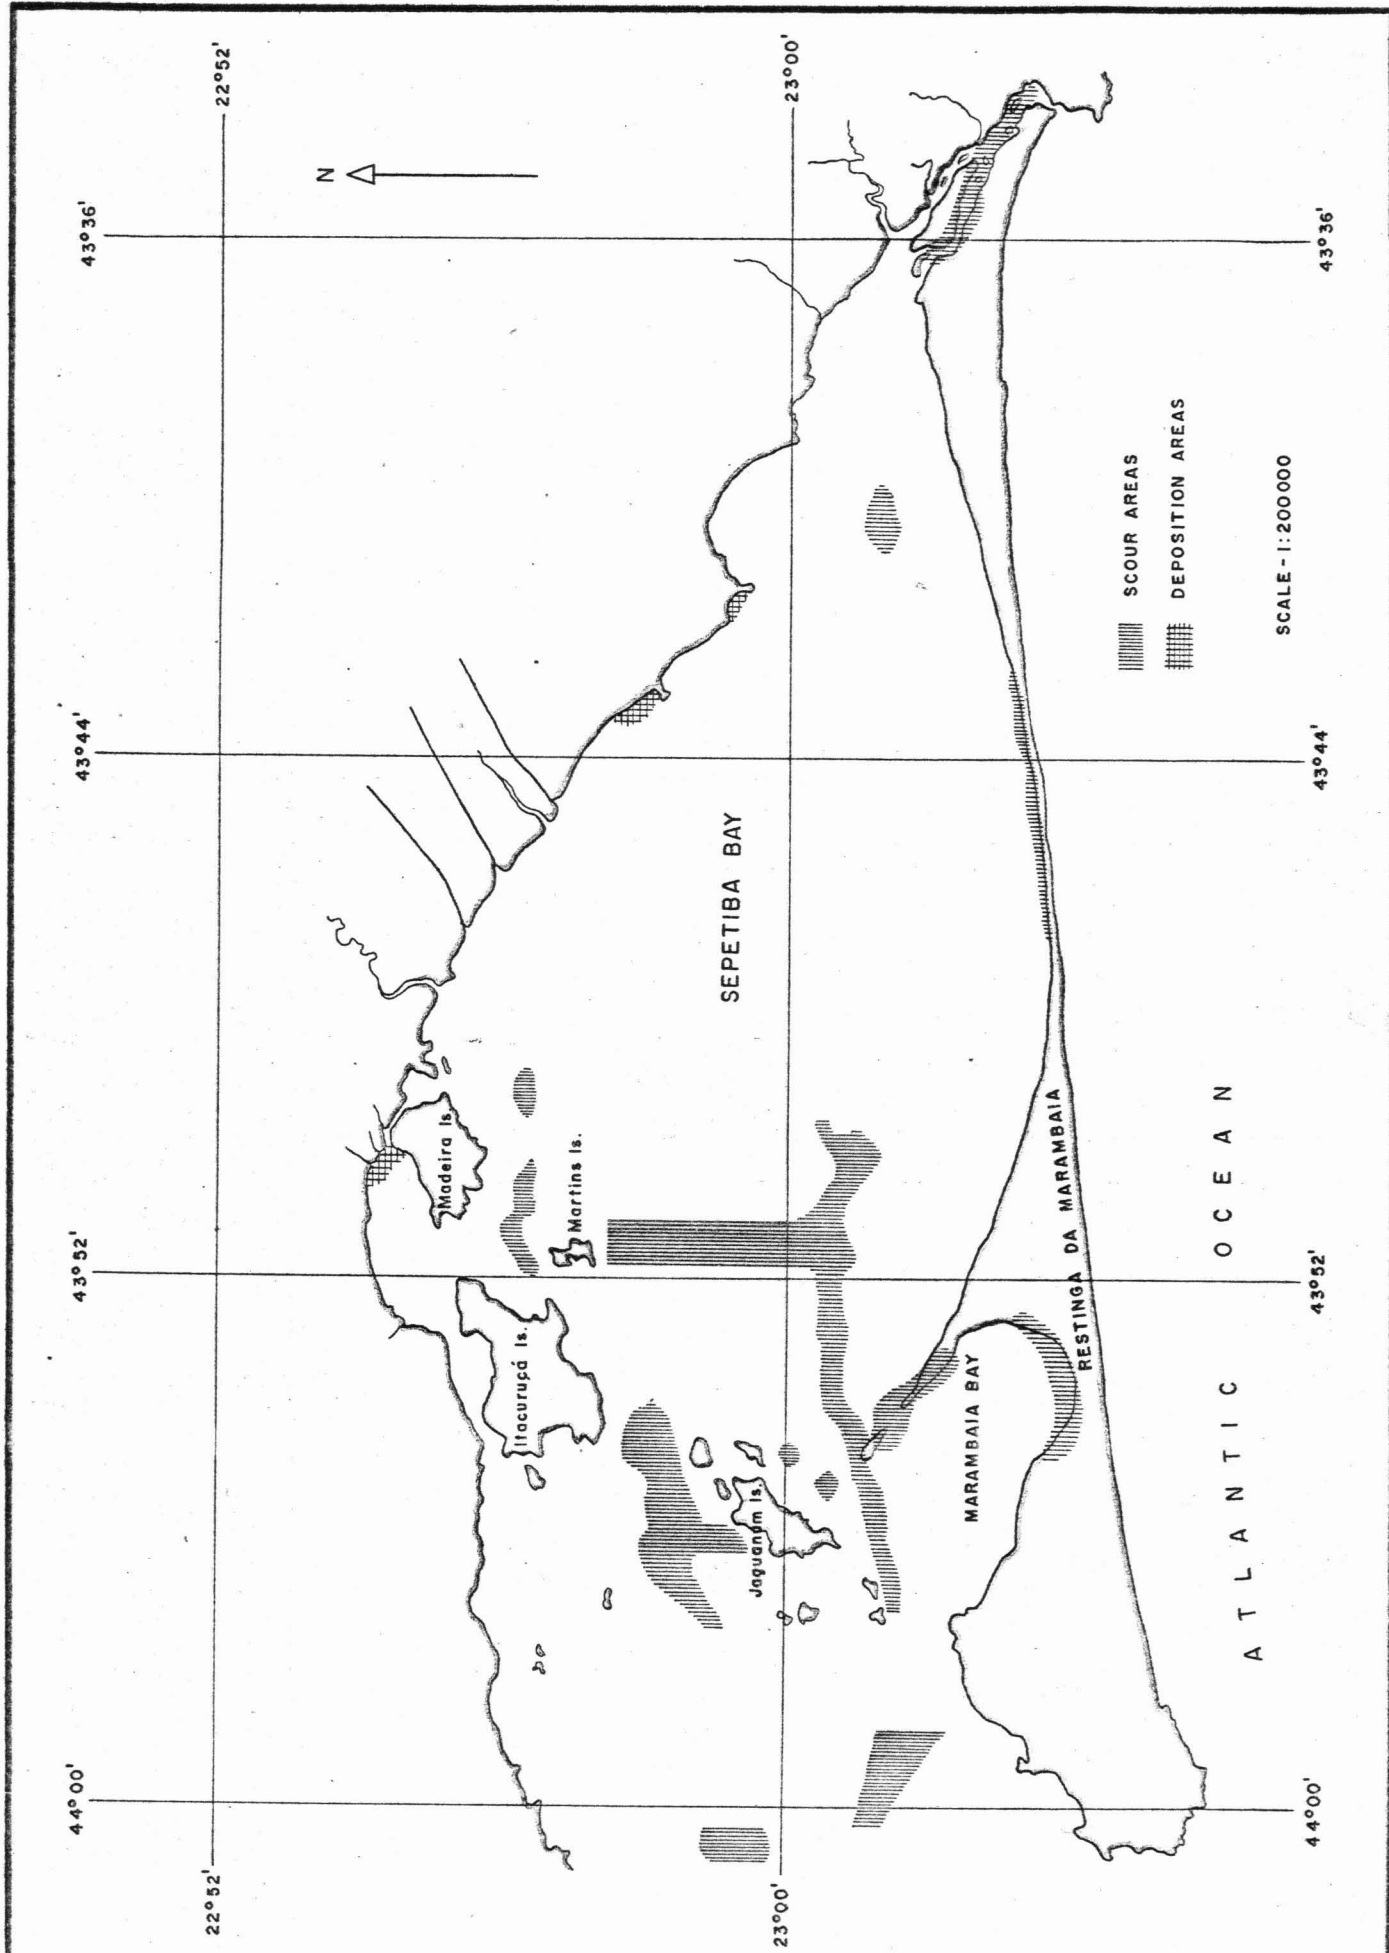 44°00'
43°52'
43°44'
43°36'
22°52'
22°52'
N
Madeira Is.
Itacuruçá Is.
Martins Is.
SEPETIBA BAY
Jaguanum Is.
23°00'
23°00'
MARAMBAIA BAY
RESTINGA DA MARAMBAIA
SCOUR AREAS
DEPOSITION AREAS
SCALE-1:200000
ATLANTIC OCEAN
44°00'
43°52'
43°44'
43°36'